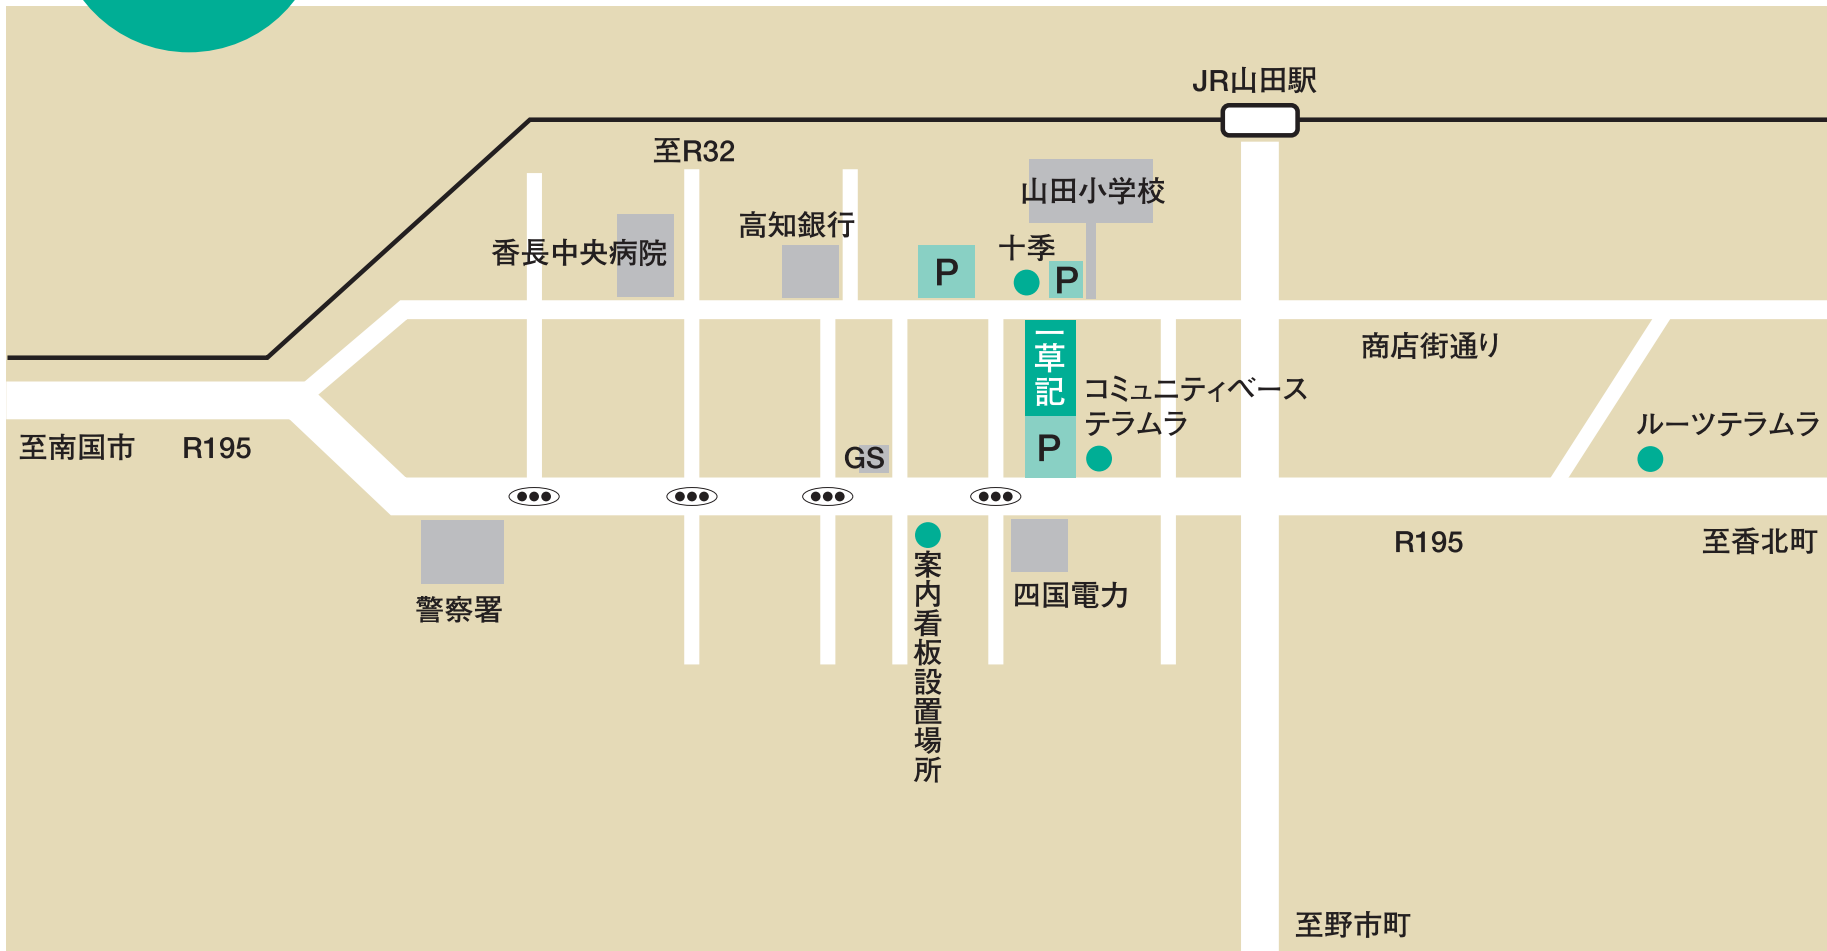 JR山田駅
至R32
山田小学校
高知銀行
香長中央病院
十季
P
P
一草記
商店街通り
コミュニティベース
テラムラ
ルーツテラムラ
至南国市
R195
P
GS
R195
至香北町
案内看板設置場所
四国電力
警察署
至野市町